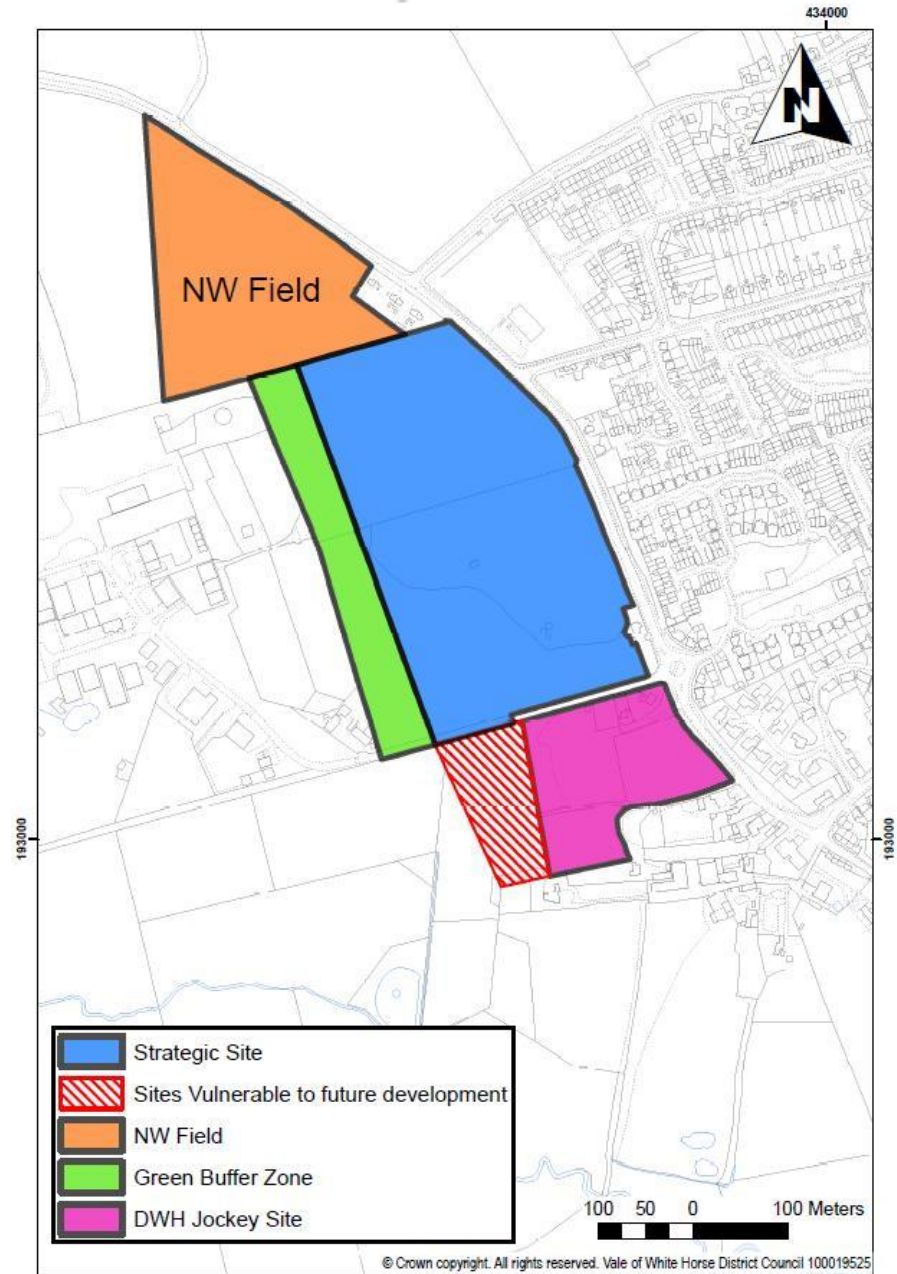 434000
N
NW Field
193000
193000
Strategic Site
Sites Vulnerable to future development
NW Field
Green Buffer Zone
DWH Jockey Site
100 50 0 100 Meters
© Crown copyright. All rights reserved. Vale of White Horse District Council 100019525